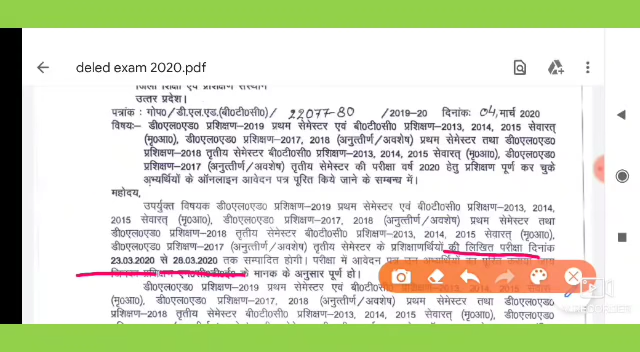 deled exam 2020.pdf
जिला शिक्षा एवं प्रशिक्षण संस्थान
उत्तर प्रदेश।
पत्रांक : गोप0/डी.एल.एड.(बी0टी0सी0)/ 22077-80 /2019-20 दिनांक: 04, मार्च 2020
विषय:- डी0एल0एड0 प्रशिक्षण-2019 प्रथम सेमेस्टर एवं बी0टी0सी0 प्रशिक्षण-2013, 2014, 2015 सेवारत्
(मृ0आ0), डी0एल0एड0 प्रशिक्षण-2017, 2018 (अनुत्तीर्ण/अवशेष) प्रथम सेमेस्टर तथा डी0एल0एड0
प्रशिक्षण-2018 तृतीय सेमेस्टर बी0टी0सी0 प्रशिक्षण-2013, 2014, 2015 सेवारत् (मृ0आ0), डी0एल0एड0
प्रशिक्षण-2017 (अनुत्तीर्ण/अवशेष) तृतीय सेमेस्टर की परीक्षा वर्ष 2020 हेतु प्रशिक्षण पूर्ण कर चुके
अभ्यर्थियों के ऑनलाइन आवेदन पत्र पूरित किये जाने के सम्बन्ध में।
महोदय,
उपर्युक्त विषयक डी0एल0एड0 प्रशिक्षण-2019 प्रथम सेमेस्टर एवं बी0टी0सी0 प्रशिक्षण-2013, 2014,
2015 सेवारत् (मृ0आ0), डी0एल0एड0 प्रशिक्षण-2017, 2018 (अनुत्तीर्ण/अवशेष) प्रथम सेमेस्टर तथा
डी0एल0एड0 प्रशिक्षण-2018 तृतीय सेमेस्टर बी0टी0सी0 प्रशिक्षण-2013, 2014, 2015 सेवारत् (मृ0आ0),
डी0एल0एड0 प्रशिक्षण-2017 (अनुत्तीर्ण/अवशेष) तृतीय सेमेस्टर के प्रशिक्षणार्थियों की लिखित परीक्षा दिनांक
23.03.2020 से 28.03.2020 तक सम्पादित होगी। परीक्षा में आवेदन पत्र
के मानक के अनुसार पूर्ण हो।
डी0एल0एड0 प्रशिक्षण-2019 प्रथम सेमेस्टर एवं बी0टी0सी0 प्रशिक्षण-2013, 2014, 2015 सेवारत्
(मृ0आ0), डी0एल0एड0 प्रशिक्षण-2017, 2018 (अनुत्तीर्ण/अवशेष) प्रथम सेमेस्टर तथा डी0एल0एड0